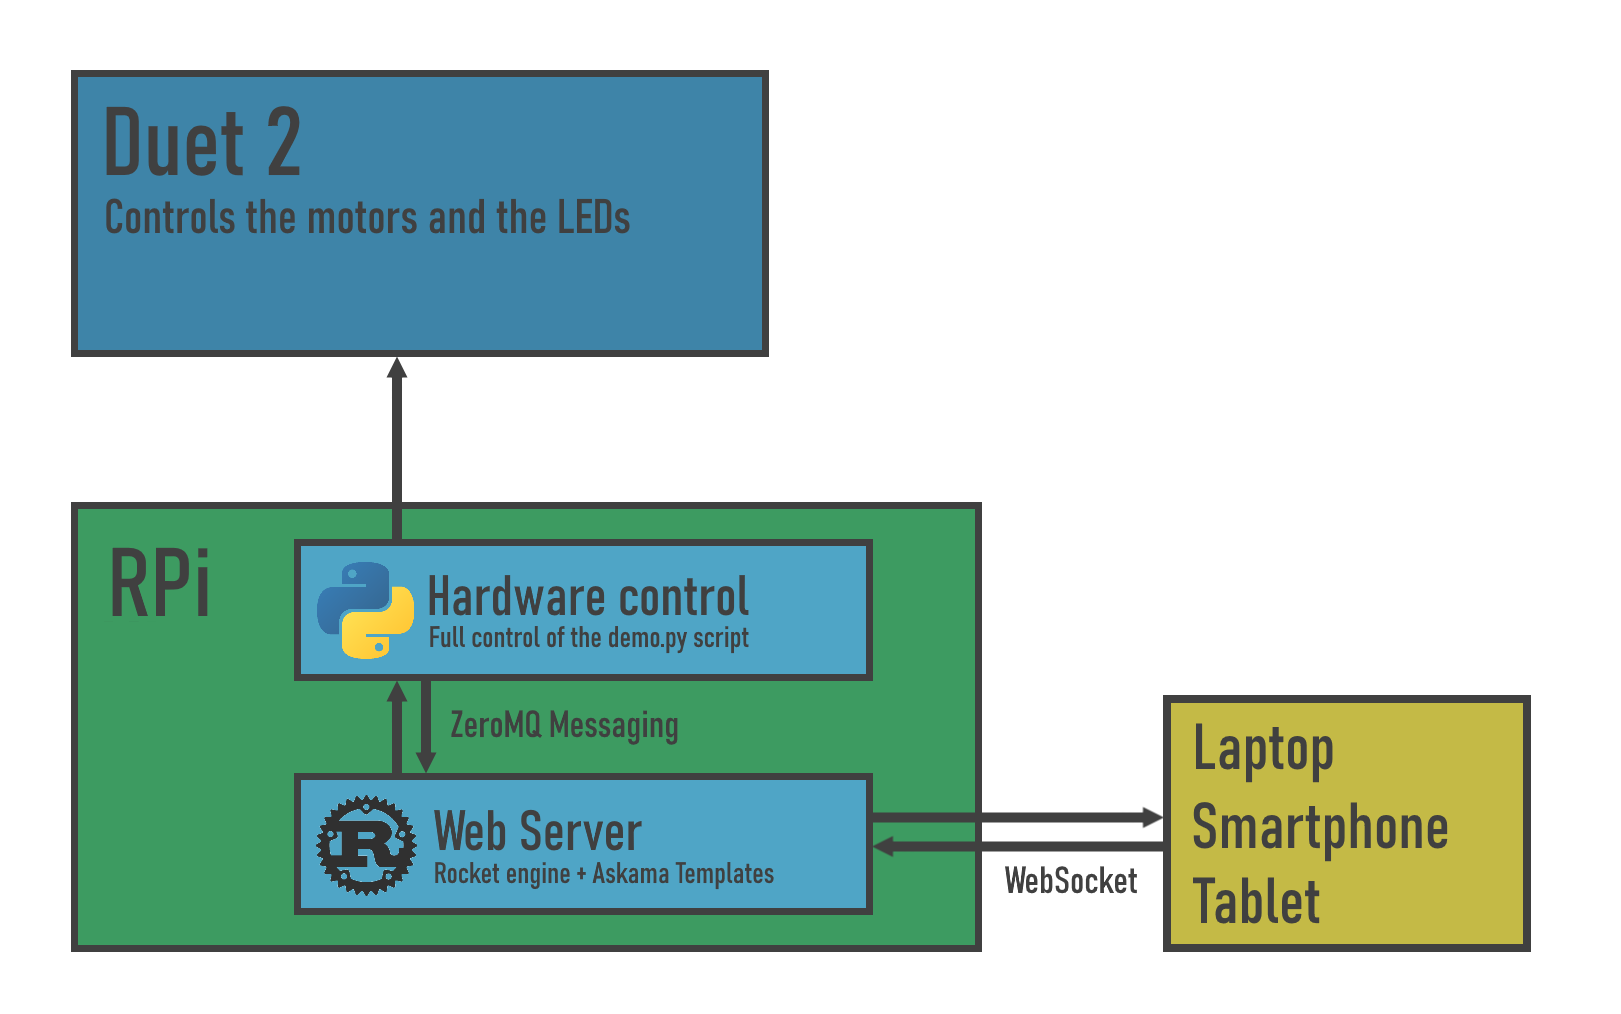 Duet 2
Controls the motors and the LEDs
RPi
Hardware control
Full control of the demo.py script
ZeroMQ Messaging
R
Web Server
Rocket engine + Askama Templates
WebSocket
Laptop
Smartphone
Tablet